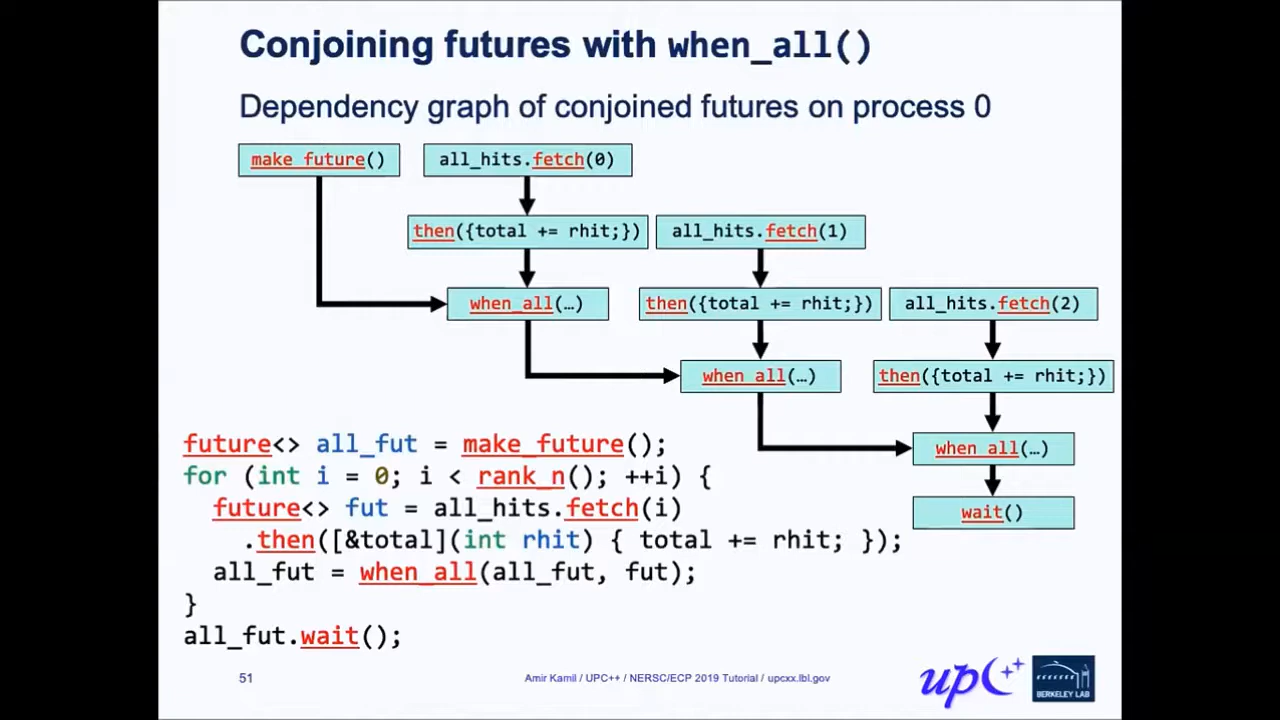 Conjoining futures with when_all()
Dependency graph of conjoined futures on process 0
make_future()
all_hits.fetch(0)
then({total += rhit;})
all_hits.fetch(1)
when_all(…)
then({total += rhit;})
all_hits.fetch(2)
when_all(…)
then({total += rhit;})
when_all(…)
wait()
future<> all_fut = make_future();
for (int i = 0; i < rank_n(); ++i) {
future<> fut = all_hits.fetch(i)
.then([&total](int rhit) { total += rhit; });
all_fut = when_all(all_fut, fut);
}
all_fut.wait();
51
Amir Kamil / UPC++ / NERSC/ECP 2019 Tutorial / upcxx.lbl.gov
upC++
BERKELEY LAB